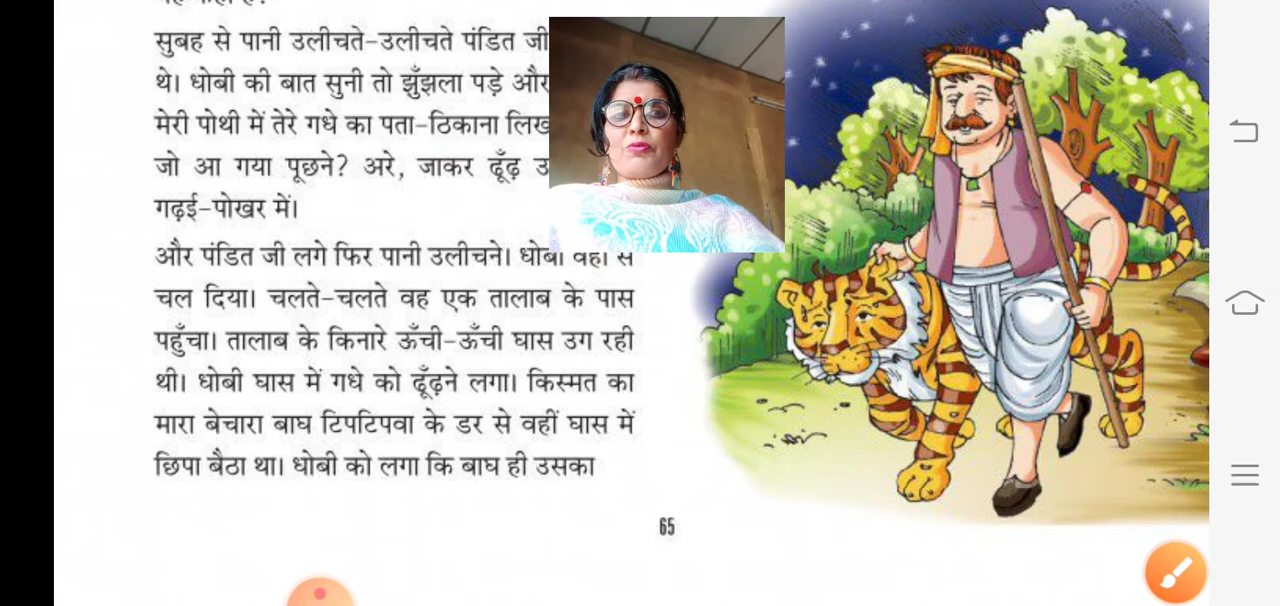 सुबह से पानी उलीचते-उलीचते पंडित जी
थे। धोबी की बात सुनी तो झुँझला पड़े और
मेरी पोथी में तेरे गधे का पता-ठिकाना लिख
जो आ गया पूछने? अरे, जाकर ढूँढ़ उ
गढ़ई-पोखर में।
और पंडित जी लगे फिर पानी उलीचने। धोबी वहाँ से
चल दिया। चलते-चलते वह एक तालाब के पास
पहुँचा। तालाब के किनारे ऊँची-ऊँची घास उग रही
थी। धोबी घास में गधे को ढूँढ़ने लगा। किस्मत का
मारा बेचारा बाघ टिपटिपवा के डर से वहीं घास में
छिपा बैठा था। धोबी को लगा कि बाघ ही उसका
65